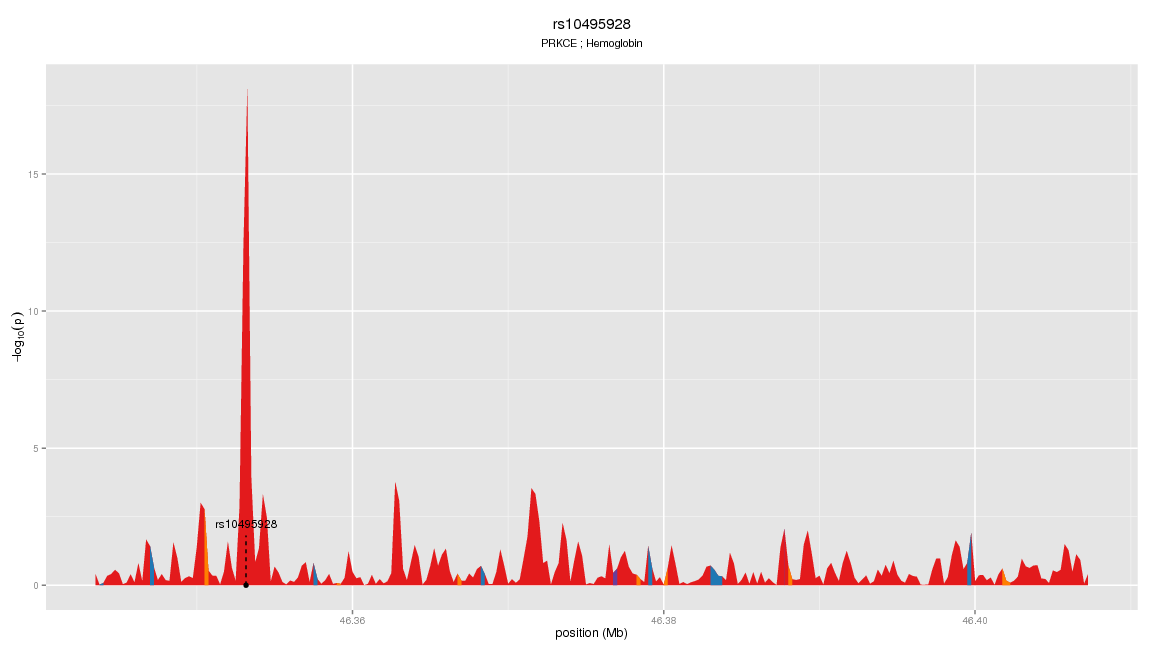 rs10495928
PRKCE ; Hemoglobin
15
10
5
0
−log10(p)
rs10495928
46.36
46.38
46.40
position (Mb)